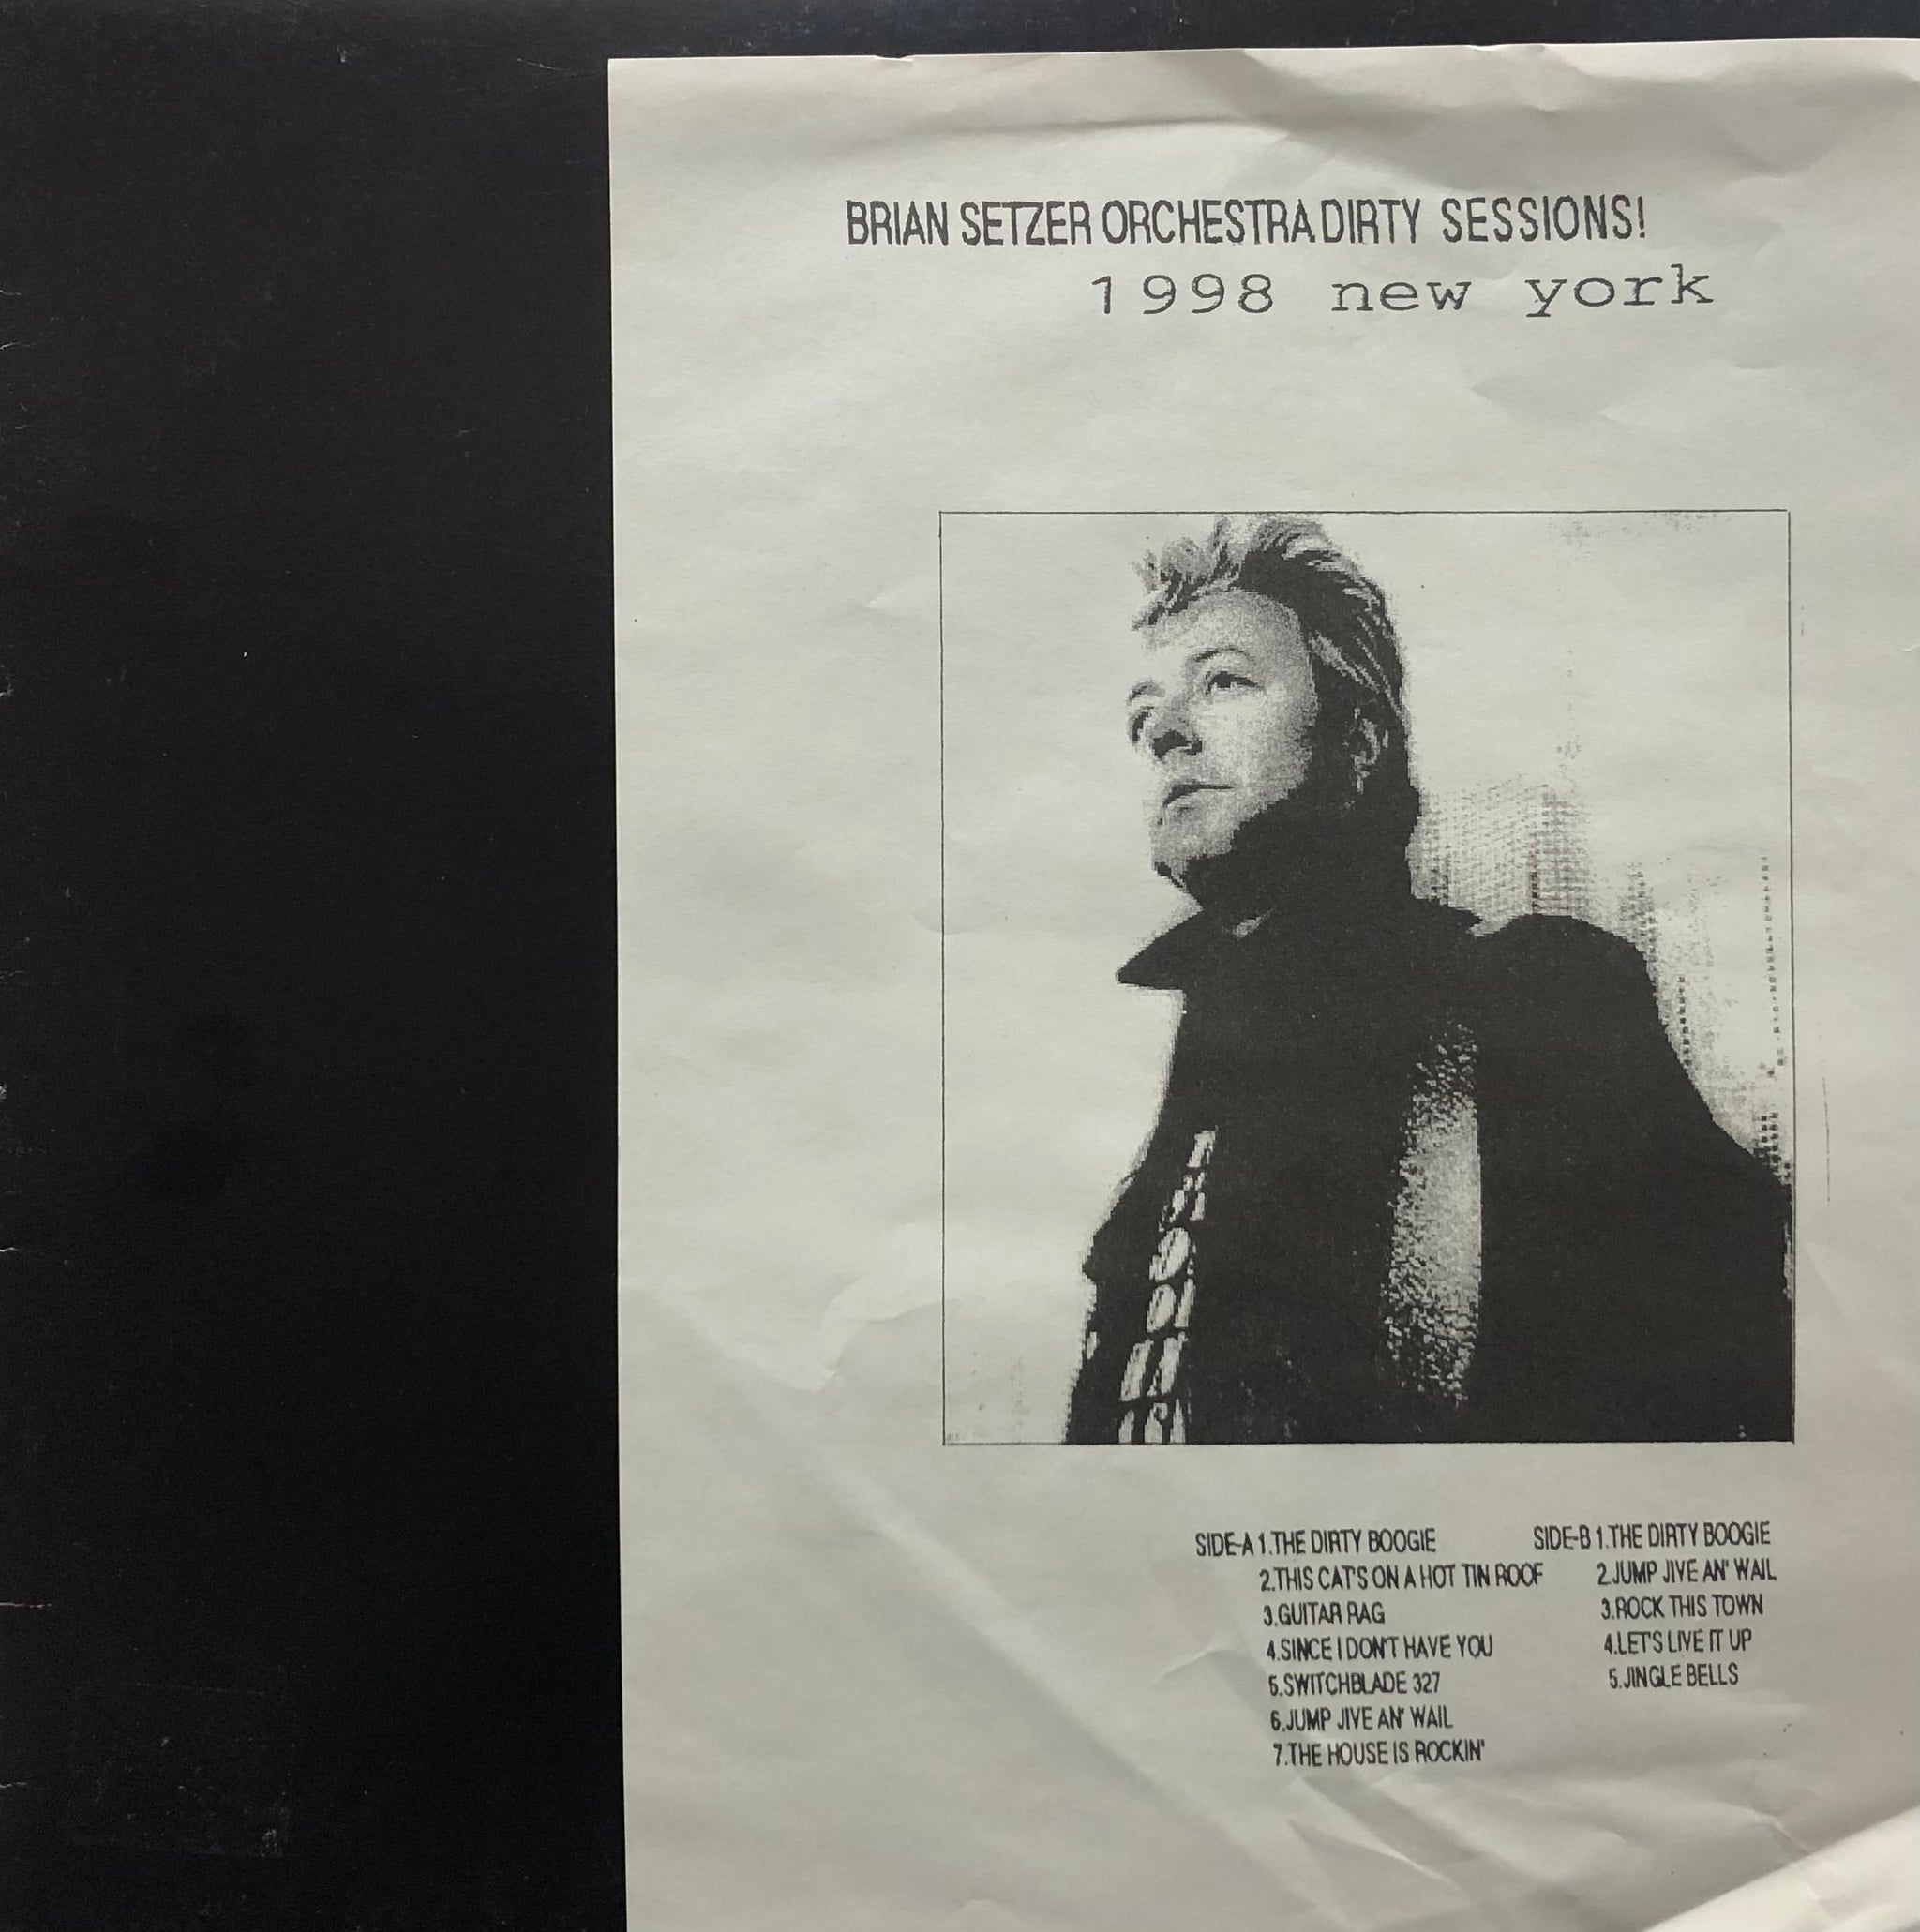 BRIAN SETZER ORCHESTRA DIRTY SESSIONS!
1998 new york
SIDE-A 1.THE DIRTY BOOGIE
2.THIS CAT'S ON A HOT TIN ROOF
3.GUITAR RAG
4.SINCE I DON'T HAVE YOU
5.SWITCHBLADE 327
6.JUMP JIVE AN' WAIL
7.THE HOUSE IS ROCKIN'
SIDE-B 1.THE DIRTY BOOGIE
2.JUMP JIVE AN' WAIL
3.ROCK THIS TOWN
4.LET'S LIVE IT UP
5.JINGLE BELLS